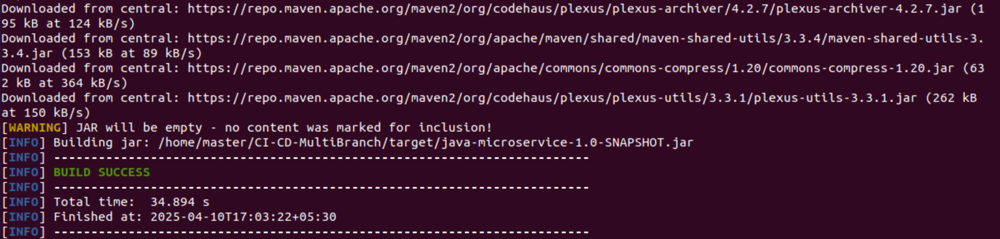 Downloaded from central: https://repo.maven.apache.org/maven2/org/codehaus/plexus/plexus-archiver/4.2.7/plexus-archiver-4.2.7.jar (1
95 kB at 124 kB/s)
Downloaded from central: https://repo.maven.apache.org/maven2/org/apache/maven/shared/maven-shared-utils/3.3.4/maven-shared-utils-3.
3.4.jar (153 kB at 89 kB/s)
Downloaded from central: https://repo.maven.apache.org/maven2/org/apache/commons/commons-compress/1.20/commons-compress-1.20.jar (63
2 kB at 364 kB/s)
Downloaded from central: https://repo.maven.apache.org/maven2/org/codehaus/plexus/plexus-utils/3.3.1/plexus-utils-3.3.1.jar (262 kB
at 150 kB/s)
[WARNING] JAR will be empty - no content was marked for inclusion!
[INFO] Building jar: /home/master/CI-CD-MultiBranch/target/java-microservice-1.0-SNAPSHOT.jar
[INFO] ------------------------------------------------------------------------
[INFO] BUILD SUCCESS
[INFO] ------------------------------------------------------------------------
[INFO] Total time:  34.894 s
[INFO] Finished at: 2025-04-10T17:03:22+05:30
[INFO] ------------------------------------------------------------------------